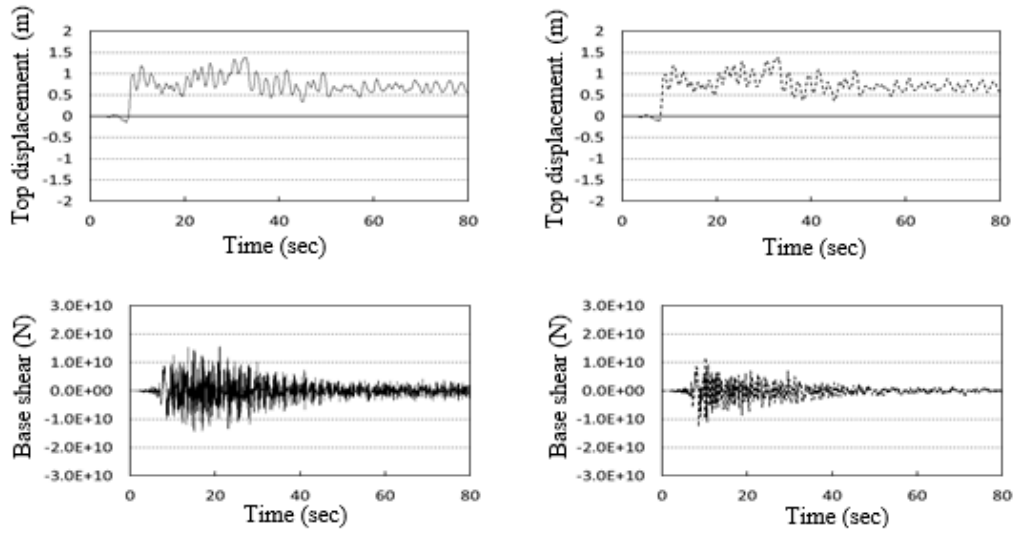 Top displacement. (m)
2
1.5
1
0.5
0
-0.5
-1
-1.5
-2
0 20 40 60 80
Time (sec)
Top displacement. (m)
2
1.5
1
0.5
0
-0.5
-1
-1.5
-2
0 20 40 60 80
Time (sec)
Base shear (N)
3.0E+10
2.0E+10
1.0E+10
0.0E+00
-1.0E+10
-2.0E+10
-3.0E+10
0 20 40 60 80
Time (sec)
Base shear (N)
3.0E+10
2.0E+10
1.0E+10
0.0E+00
-1.0E+10
-2.0E+10
-3.0E+10
0 20 40 60 80
Time (sec)